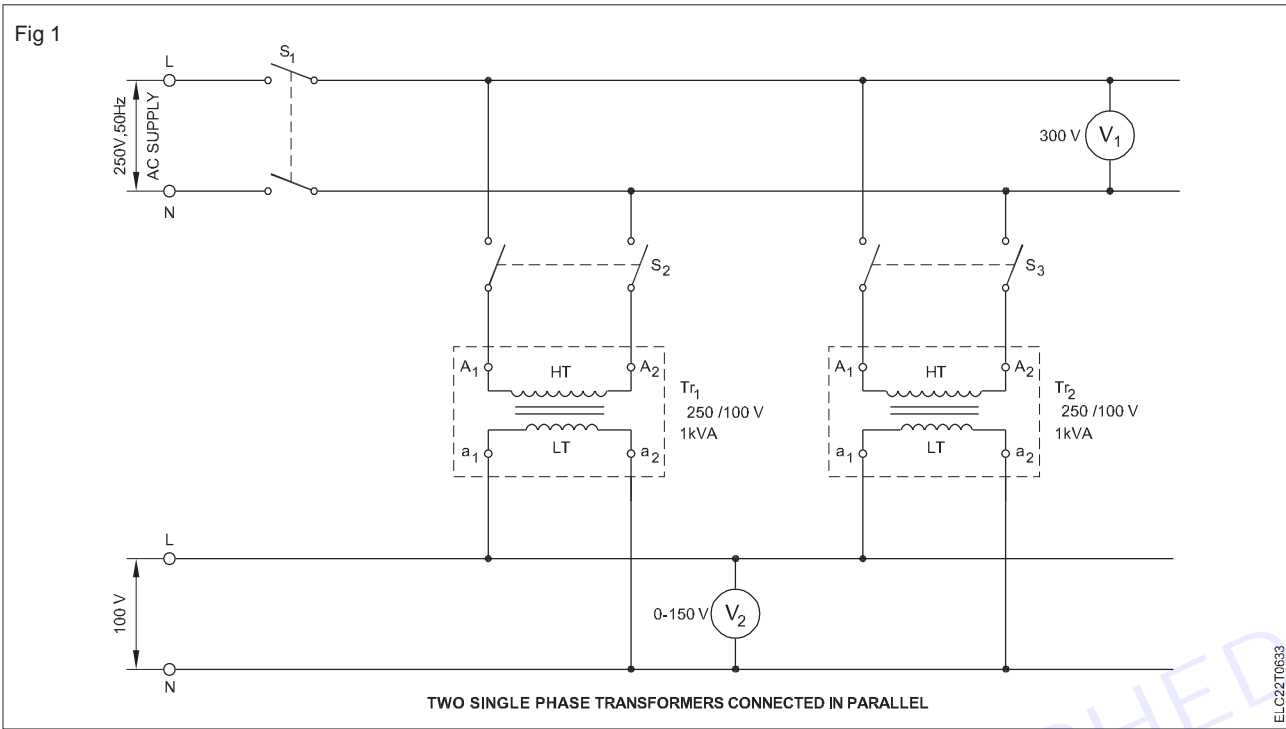 Fig 1
L
S1
250V,50Hz
AC SUPPLY
300 V
V1
N
S2
S3
A1
HT
A2
Tr1
250 /100 V
1kVA
a1
LT
a2
A1
HT
A2
Tr2
250 /100 V
1kVA
a1
LT
a2
L
100 V
0-150 V
V2
N
TWO SINGLE PHASE TRANSFORMERS CONNECTED IN PARALLEL
ELC22T0633